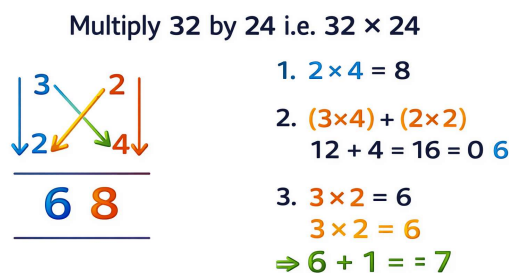 Multiply 32 by 24 i.e. 32 × 24
3 2
2 4
6 8
1. 2 × 4 = 8
2. (3×4) + (2×2)
12 + 4 = 16 = 0 6
3. 3 × 2 = 6
3 × 2 = 6
⇒ 6 + 1 = = 7